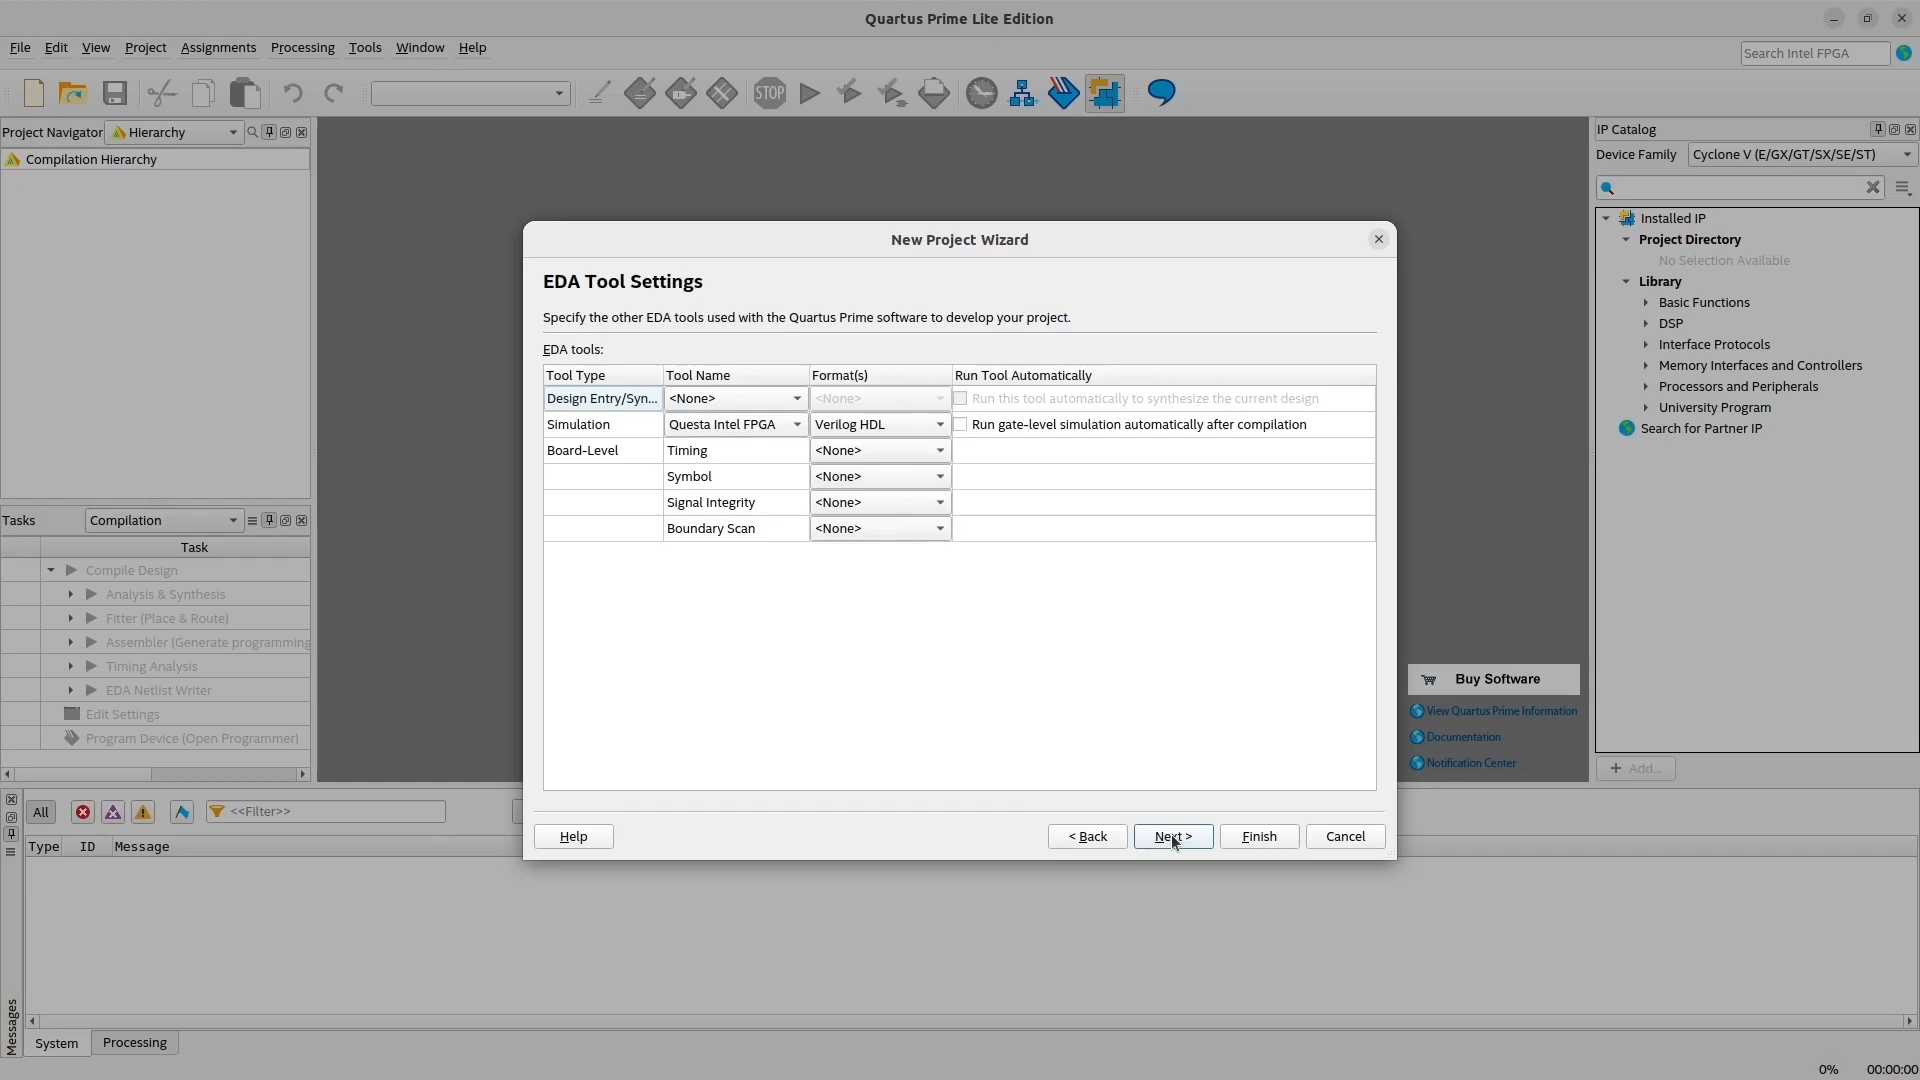 Quartus Prime Lite Edition
File Edit View Project Assignments Processing Tools Window Help
Search Intel FPGA
STOP
Project Navigator Hierarchy
Compilation Hierarchy
IP Catalog
Device Family Cyclone V (E/GX/GT/SX/SE/ST)
Installed IP
Project Directory
No Selection Available
Library
Basic Functions
DSP
Interface Protocols
Memory Interfaces and Controllers
Processors and Peripherals
University Program
Search for Partner IP
+ Add...
New Project Wizard
EDA Tool Settings
Specify the other EDA tools used with the Quartus Prime software to develop your project.
EDA tools:
Tool Type Tool Name Format(s) Run Tool Automatically
Design Entry/Syn... <None> <None> Run this tool automatically to synthesize the current design
Simulation Questa Intel FPGA Verilog HDL Run gate-level simulation automatically after compilation
Board-Level Timing <None>
Symbol <None>
Signal Integrity <None>
Boundary Scan <None>
Help < Back Next > Finish Cancel
Tasks Compilation
Task
Compile Design
Analysis & Synthesis
Fitter (Place & Route)
Assembler (Generate programming
Timing Analysis
EDA Netlist Writer
Edit Settings
Program Device (Open Programmer)
Buy Software
View Quartus Prime Information
Documentation
Notification Center
All <<Filter>>
Type ID Message
Messages
System Processing
0% 00:00:00